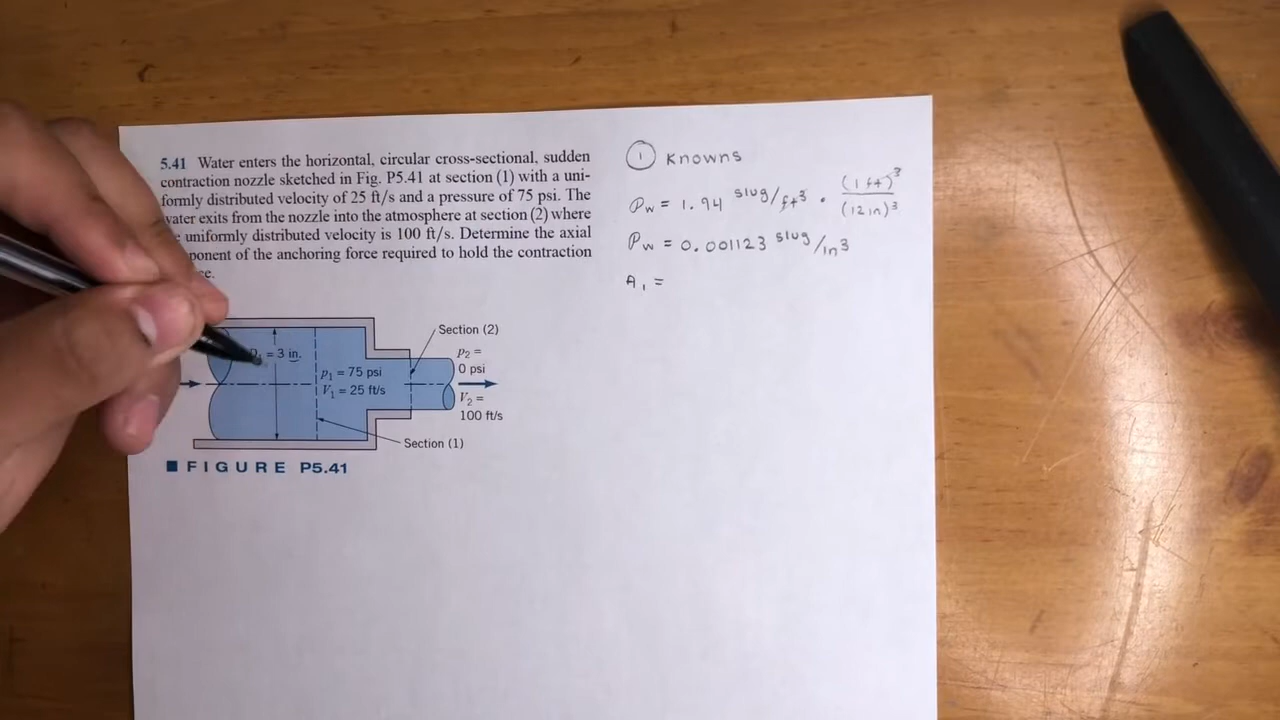 5.41 Water enters the horizontal, circular cross-sectional, sudden
contraction nozzle sketched in Fig. P5.41 at section (1) with a uni-
formly distributed velocity of 25 ft/s and a pressure of 75 psi. The
water exits from the nozzle into the atmosphere at section (2) where
uniformly distributed velocity is 100 ft/s. Determine the axial
ponent of the anchoring force required to hold the contraction
ce.
Section (2)
= 3 in.
p₂ =
0 psi
p₁ = 75 psi
V₁ = 25 ft/s
V₂ =
100 ft/s
Section (1)
■ FIGURE P5.41
① Knowns
ρw = 1.94 slug/ft³ · (1 ft)³/(12in)³
ρw = 0.001123 slug/in³
A₁ =